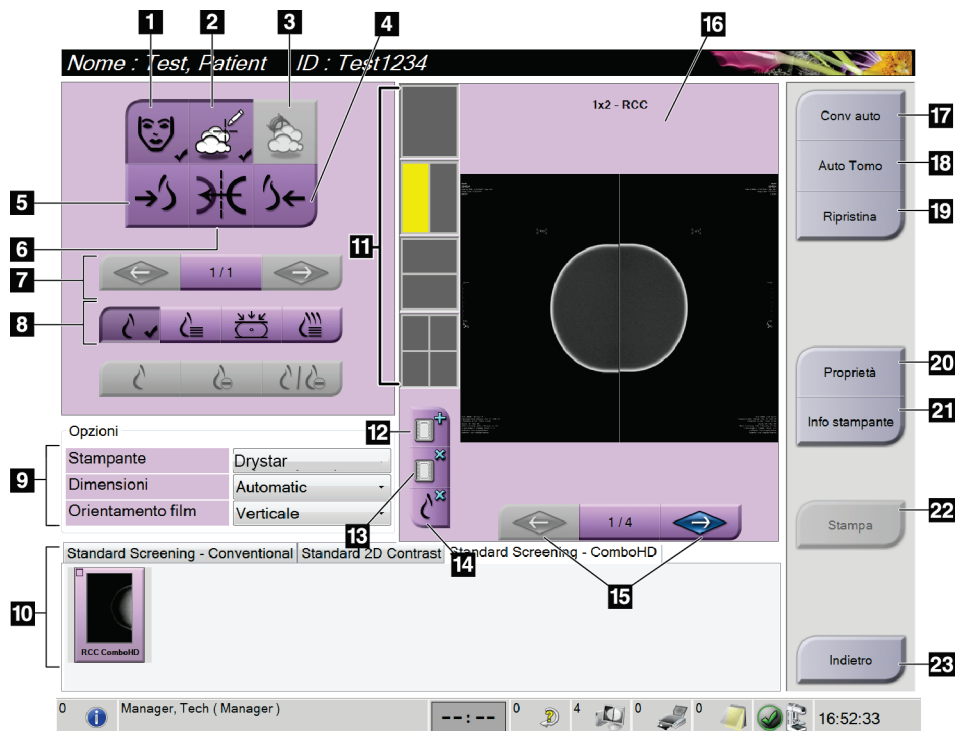 1
2
3
4
16
Nome : Test, Patient ID : Test1234
1x2 - RCC
Conv auto
17
Auto Tomo
18
Ripristina
19
5
6
11
7
1/1
8
Proprietà
20
Info stampante
21
Opzioni
12
9
Stampante
Drystar
Dimensioni
Automatic
Orientamento film
Verticale
13
14
1/4
15
Stampa
22
10
Standard Screening - Conventional
Standard 2D Contrast
Standard Screening - ComboHD
RCC ComboHD
Indietro
23
0
Manager, Tech ( Manager )
--:--
0
4
0
0
16:52:33